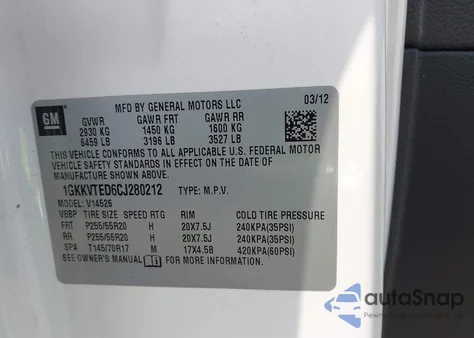 MFD BY GENERAL MOTORS LLC 03/12
GM GVWR GAWR FRT GAWR RR
2930 KG 1450 KG 1600 KG
6459 LB 3196 LB 3527 LB
THIS VEHICLE CONFORMS TO ALL APPLICABLE U.S. FEDERAL MOTOR
VEHICLE SAFETY STANDARDS IN EFFECT ON THE DATE OF
MANUFACTURE SHOWN ABOVE.
1GKKVTED6CJ280212 TYPE: M.P.V.
MODEL: V14526
VBBP TIRE SIZE SPEED RTG RIM COLD TIRE PRESSURE
FRT P255/55R20 H 20X7.5J 240KPA(35PSI)
RR P255/55R20 H 20X7.5J 240KPA(35PSI)
SPA T145/70R17 M 17X4.5B 420KPA(60PSI)
SEE OWNER'S MANUAL FOR MORE INFORMATION.
autoSnap